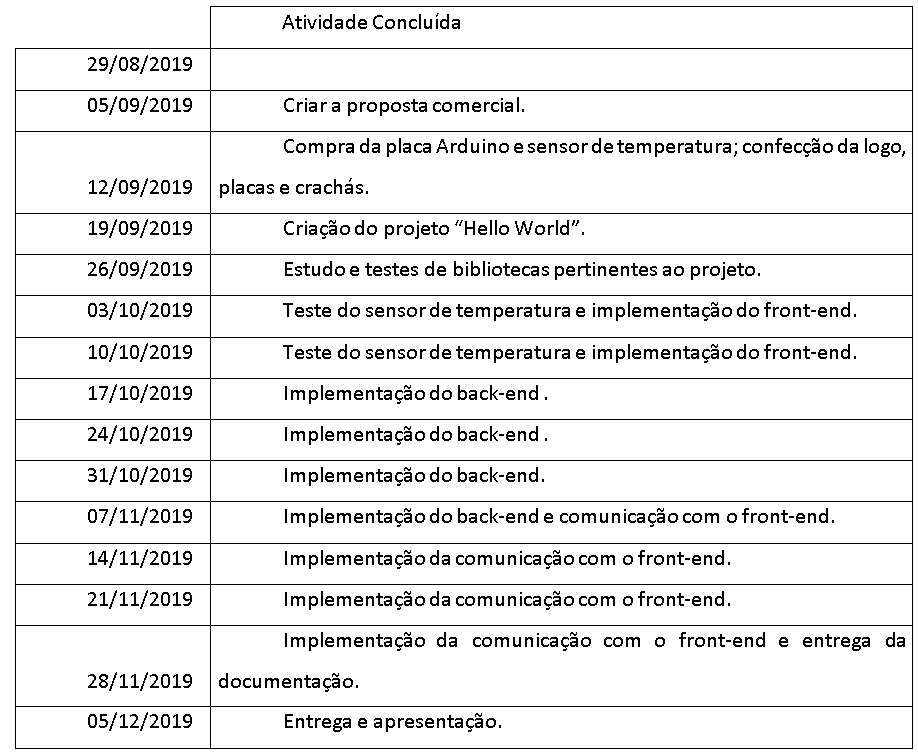 Atividade Concluída
29/08/2019
05/09/2019 Criar a proposta comercial.
Compra da placa Arduino e sensor de temperatura; confecção da logo,
12/09/2019 placas e crachás.
19/09/2019 Criação do projeto “Hello World”.
26/09/2019 Estudo e testes de bibliotecas pertinentes ao projeto.
03/10/2019 Teste do sensor de temperatura e implementação do front-end.
10/10/2019 Teste do sensor de temperatura e implementação do front-end.
17/10/2019 Implementação do back-end .
24/10/2019 Implementação do back-end .
31/10/2019 Implementação do back-end.
07/11/2019 Implementação do back-end e comunicação com o front-end.
14/11/2019 Implementação da comunicação com o front-end.
21/11/2019 Implementação da comunicação com o front-end.
Implementação da comunicação com o front-end e entrega da
28/11/2019 documentação.
05/12/2019 Entrega e apresentação.